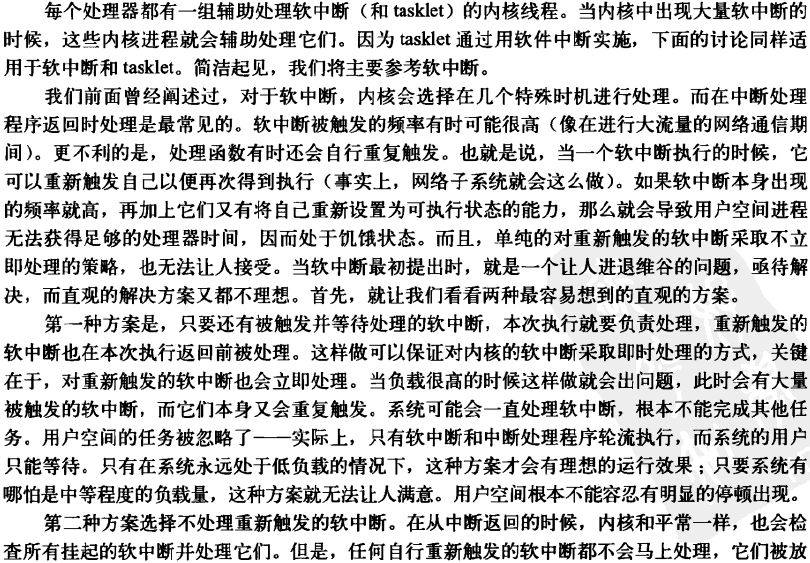 每个处理器都有一组辅助处理软中断（和 tasklet）的内核线程。当内核中出现大量软中断的
时候，这些内核进程就会辅助处理它们。因为 tasklet 通过用软件中断实施，下面的讨论同样适
用于软中断和 tasklet。简洁起见，我们将主要参考软中断。
我们前面曾经阐述过，对于软中断，内核会选择在几个特殊时机进行处理。而在中断处理
程序返回时处理是最常见的。软中断被触发的频率有时可能很高（像在进行大流量的网络通信期
间）。更不利的是，处理函数有时还会自行重复触发。也就是说，当一个软中断执行的时候，它
可以重新触发自己以便再次得到执行（事实上，网络子系统就会这么做）。如果软中断本身出现
的频率就高，再加上它们又有将自己重新设置为可执行状态的能力，那么就会导致用户空间进程
无法获得足够的处理器时间，因而处于饥饿状态。而且，单纯的对重新触发的软中断采取不立
即处理的策略，也无法让人接受。当软中断最初提出时，就是一个让人进退维谷的问题，亟待解
决，而直观的解决方案又都不理想。首先，就让我们看看两种最容易想到的直观的方案。
第一种方案是，只要还有被触发并等待处理的软中断，本次执行就要负责处理，重新触发的
软中断也在本次执行返回前被处理。这样做可以保证对内核的软中断采取即时处理的方式，关键
在于，对重新触发的软中断也会立即处理。当负载很高的时候这样做就会出问题，此时会有大量
被触发的软中断，而它们本身又会重复触发。系统可能会一直处理软中断，根本不能完成其他任
务。用户空间的任务被忽略了——实际上，只有软中断和中断处理程序轮流执行，而系统的用户
只能等待。只有在系统永远处于低负载的情况下，这种方案才会有理想的运行效果；只要系统有
哪怕是中等程度的负载量，这种方案就无法让人满意。用户空间根本不能容忍有明显的停顿出现。
第二种方案选择不处理重新触发的软中断。在从中断返回的时候，内核和平常一样，也会检
查所有挂起的软中断并处理它们。但是，任何自行重新触发的软中断都不会马上处理，它们被放